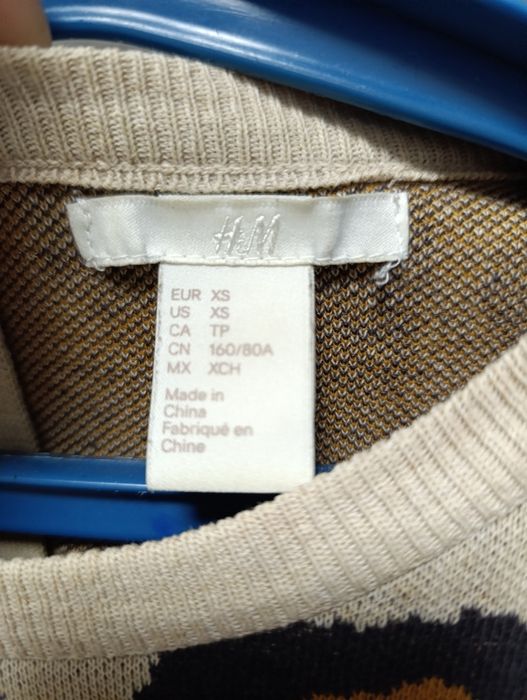 H&M
EUR XS
US XS
CA TP
CN 160/80A
MX XCH
Made in
China
Fabriqué en
Chine